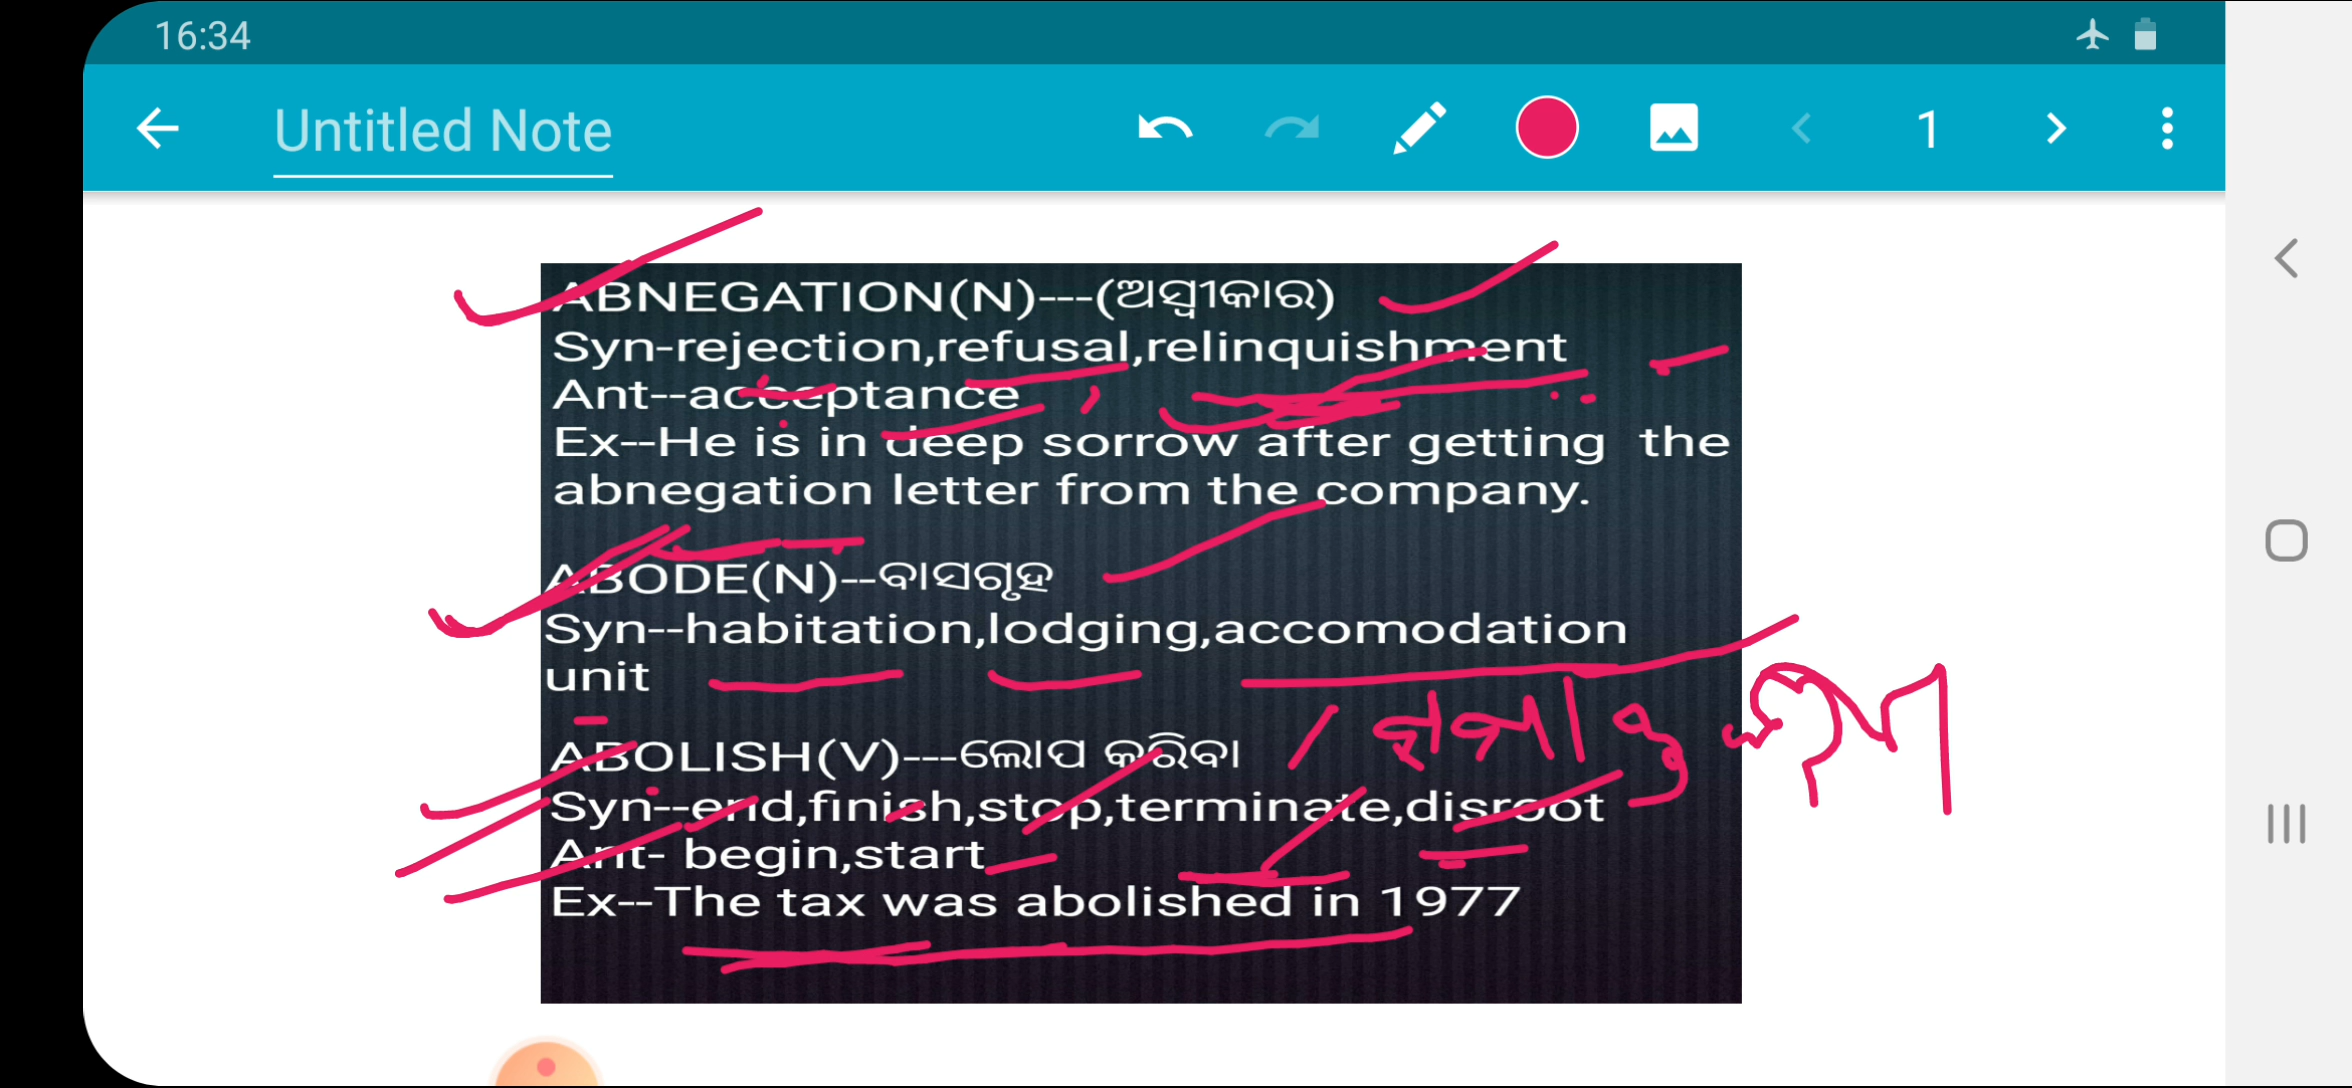 16:34
Untitled Note
1
ABNEGATION(N)---(ଅସ୍ଵୀକାର)
Syn-rejection,refusal,relinquishment
Ant--acceptance
Ex--He is in deep sorrow after getting the
abnegation letter from the company.
ABODE(N)--ବାସଗୃହ
Syn--habitation,lodging,accomodation
unit
ABOLISH(V)---ଲୋପ କରିବା
Syn--end,finish,stop,terminate,disroot
Ant- begin,start
Ex--The tax was abolished in 1977